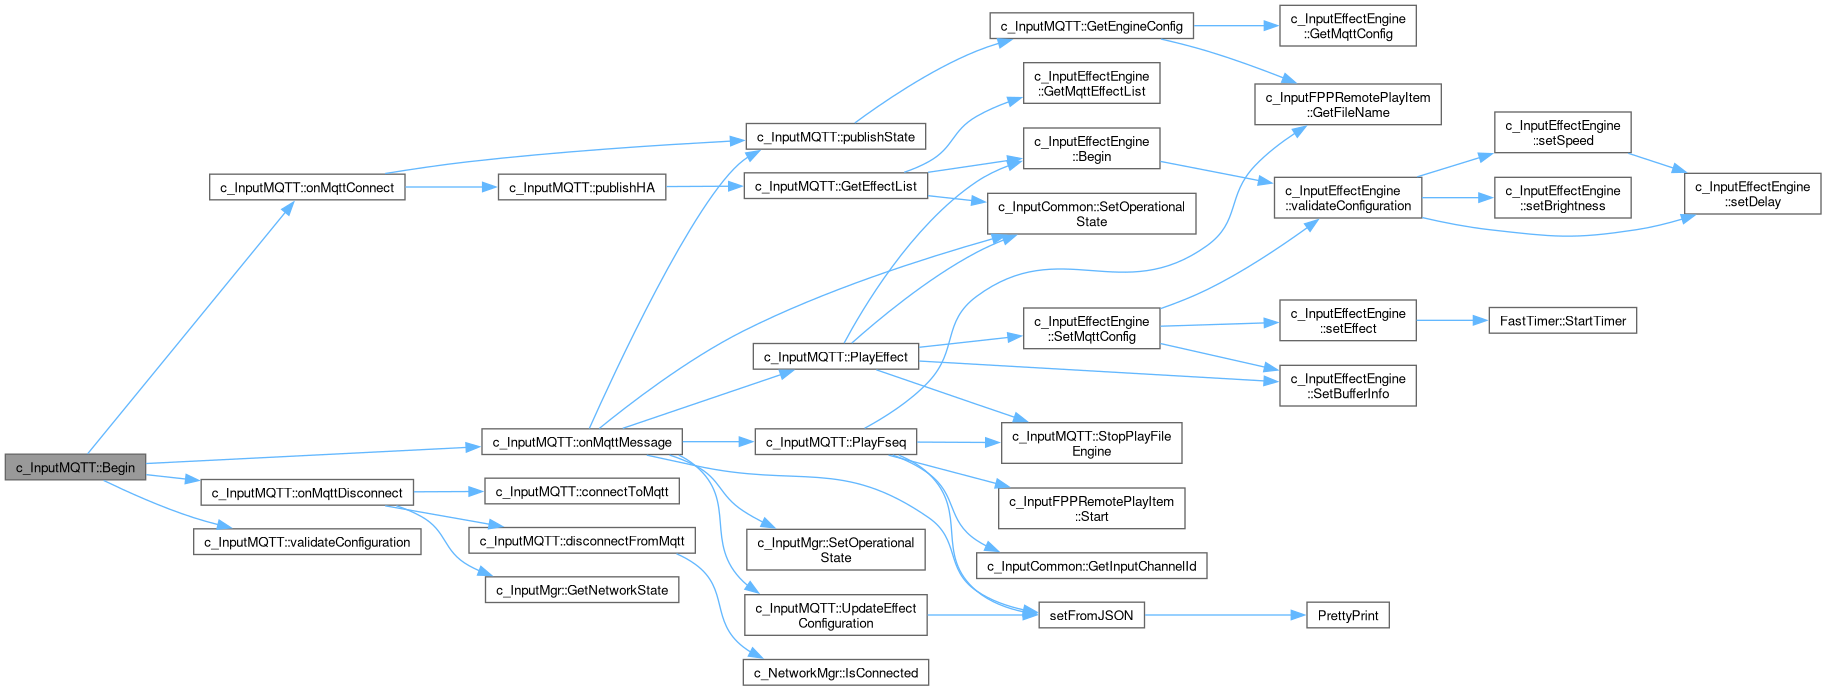 c_InputMQTT::Begin
c_InputMQTT::onMqttConnect
c_InputMQTT::publishState
c_InputMQTT::GetEngineConfig
c_InputEffectEngine
::GetMqttConfig
c_InputFPPRemotePlayItem
::GetFileName
c_InputMQTT::publishHA
c_InputMQTT::GetEffectList
c_InputEffectEngine
::GetMqttEffectList
c_InputEffectEngine
::Begin
c_InputEffectEngine
::validateConfiguration
c_InputEffectEngine
::setSpeed
c_InputEffectEngine
::setBrightness
c_InputEffectEngine
::setDelay
c_InputCommon::SetOperational
State
c_InputMQTT::onMqttMessage
c_InputMQTT::PlayEffect
c_InputEffectEngine
::SetMqttConfig
c_InputEffectEngine
::setEffect
FastTimer::StartTimer
c_InputEffectEngine
::SetBufferInfo
c_InputMQTT::StopPlayFile
Engine
c_InputMQTT::PlayFseq
c_InputFPPRemotePlayItem
::Start
c_InputCommon::GetInputChannelId
setFromJSON
PrettyPrint
c_InputMgr::SetOperational
State
c_InputMQTT::UpdateEffect
Configuration
c_InputMQTT::onMqttDisconnect
c_InputMQTT::connectToMqtt
c_InputMQTT::disconnectFromMqtt
c_NetworkMgr::IsConnected
c_InputMgr::GetNetworkState
c_InputMQTT::validateConfiguration